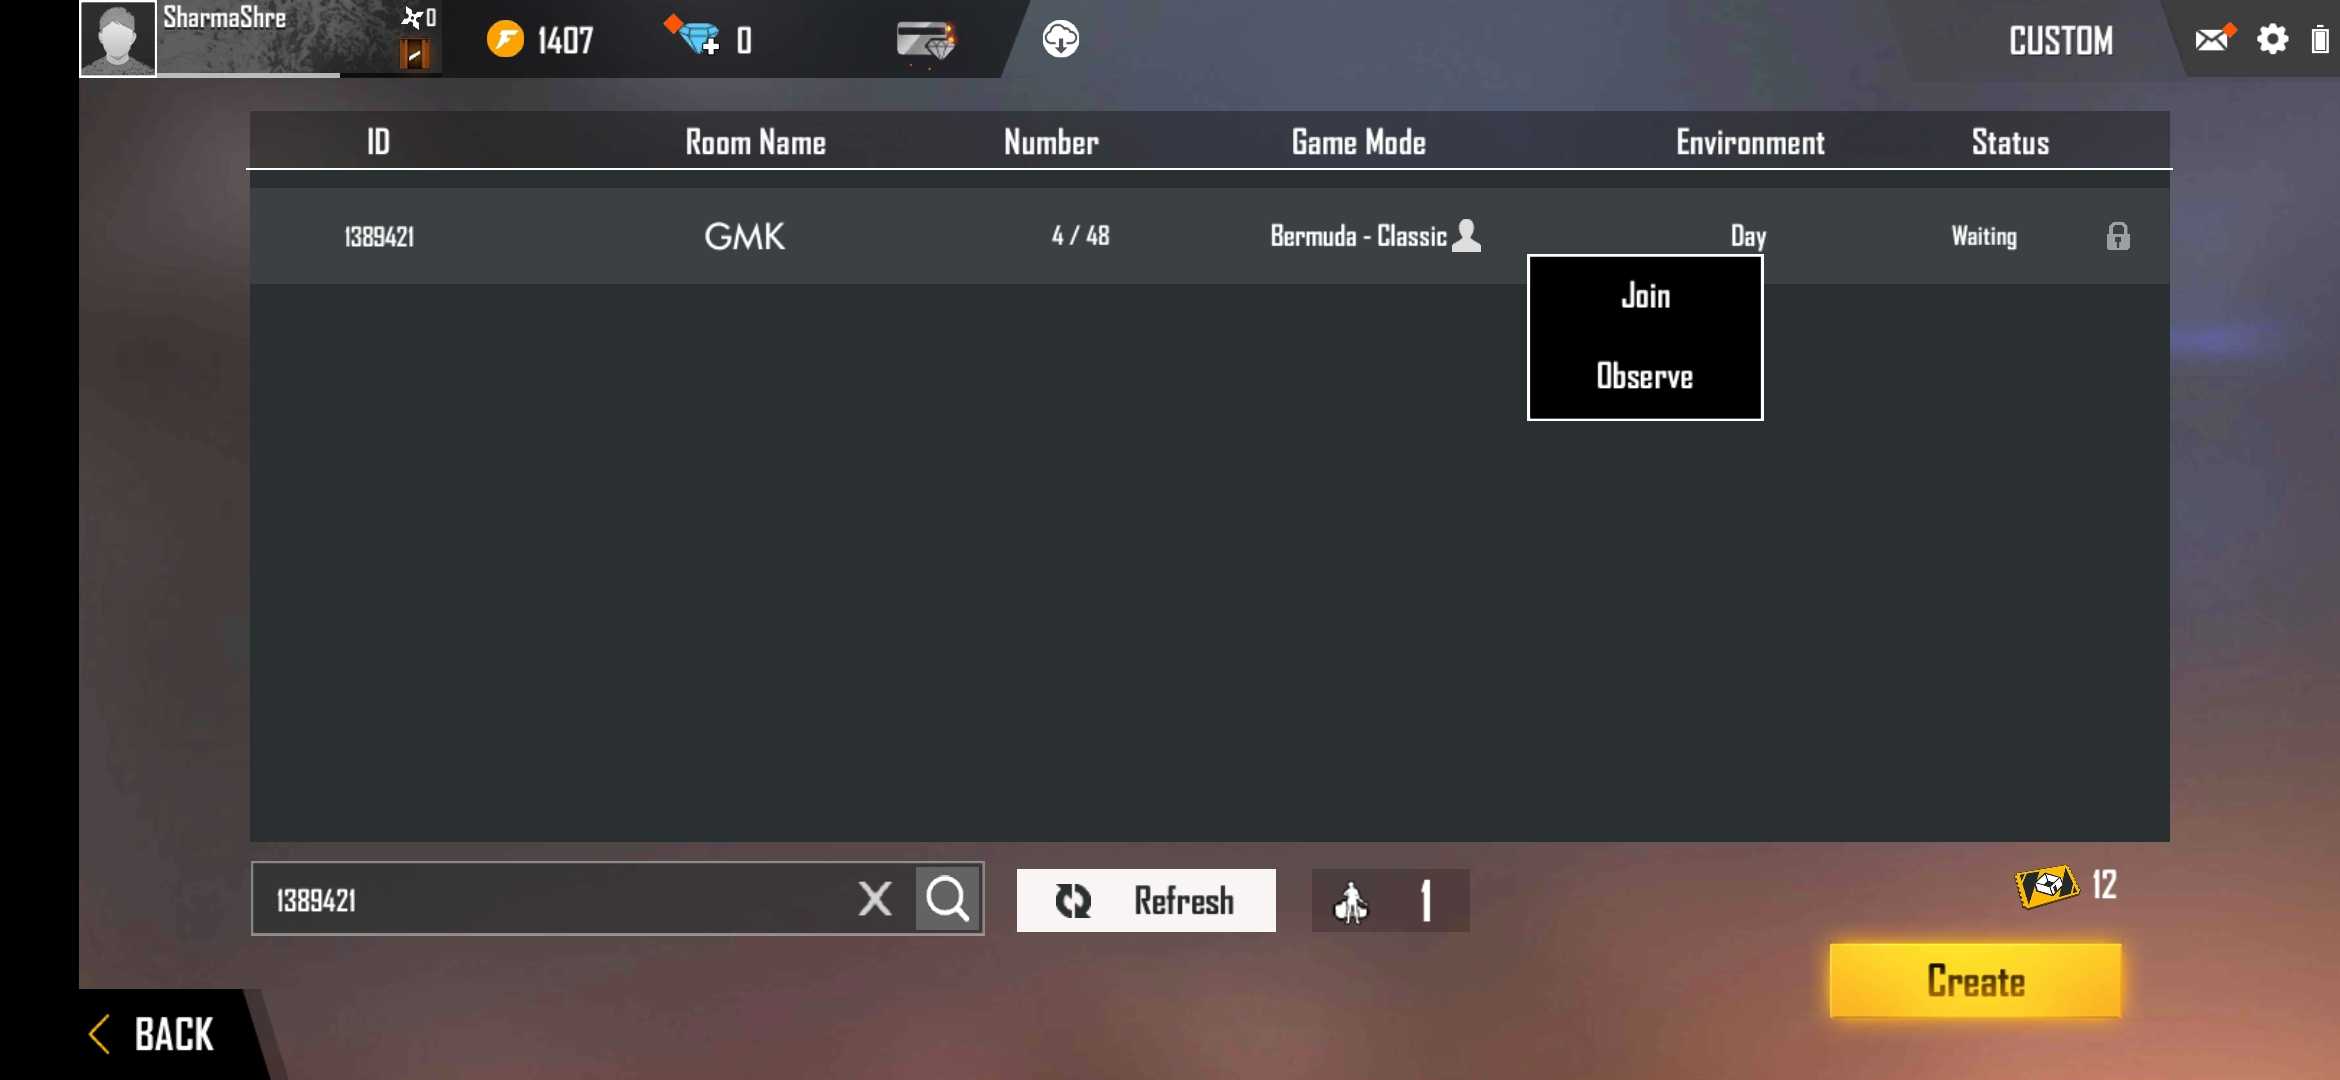 SharmaShre
0
1407
0
CUSTOM
ID Room Name Number Game Mode Environment Status
1389421 GMK 4 / 48 Bermuda - Classic Day Waiting
Join
Observe
1389421 X Refresh 1
12
Create
BACK